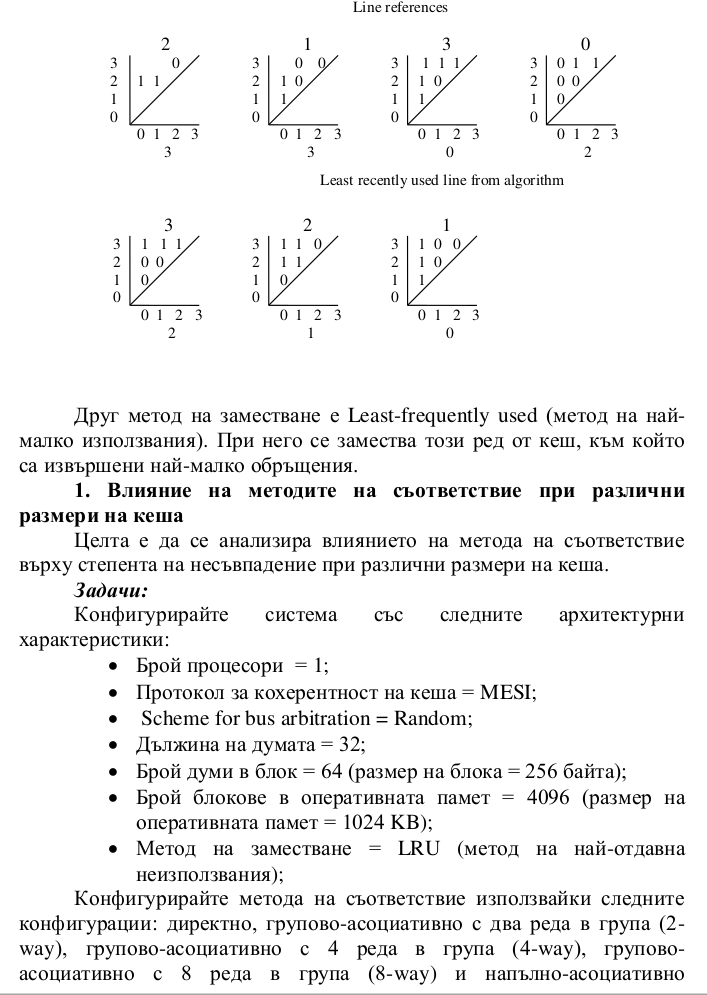 Line references
2 1 3 0
3 0 3 0 0 3 1 1 1 3 0 1 1
2 1 1 2 1 0 2 1 0 2 0 0
1 1 1 1 1 1 0
0 0 0 0
0 1 2 3 0 1 2 3 0 1 2 3 0 1 2 3
3 3 0 2
Least recently used line from algorithm
3 2 1
3 1 1 1 3 1 1 0 3 1 0 0
2 0 0 2 1 1 2 1 0
1 0 1 0 1 1
0 0 0
0 1 2 3 0 1 2 3 0 1 2 3
2 1 0
Друг метод на заместване е Least-frequently used (метод на най-
малко използвания). При него се замества този ред от кеш, към който
са извършени най-малко обръщения.
1. Влияние на методите на съответствие при различни
размери на кеша
Целта е да се анализира влиянието на метода на съответствие
върху степента на несъвпадение при различни размери на кеша.
Задачи:
Конфигурирайте система със следните архитектурни
характеристики:
• Брой процесори = 1;
• Протокол за кохерентност на кеша = MESI;
• Scheme for bus arbitration = Random;
• Дължина на думата = 32;
• Брой думи в блок = 64 (размер на блока = 256 байта);
• Брой блокове в оперативната памет = 4096 (размер на
оперативната памет = 1024 KB);
• Метод на заместване = LRU (метод на най-отдавна
неизползвания);
Конфигурирайте метода на съответствие използвайки следните
конфигурации: директно, групово-асоциативно с два реда в група (2-
way), групово-асоциативно с 4 реда в група (4-way), групово-
асоциативно с 8 реда в група (8-way) и напълно-асоциативно